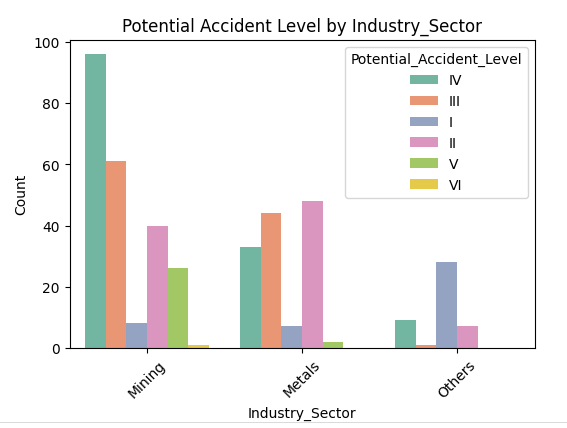 Potential Accident Level by Industry_Sector
Potential_Accident_Level
IV
III
I
II
V
VI
Count
100
80
60
40
20
0
Mining
Metals
Others
Industry_Sector